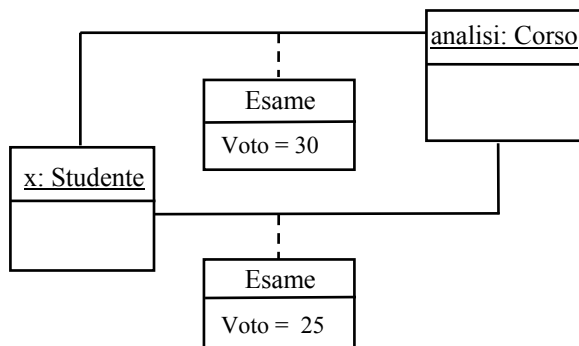 analisi: Corso
Esame
Voto = 30
x: Studente
Esame
Voto =  25